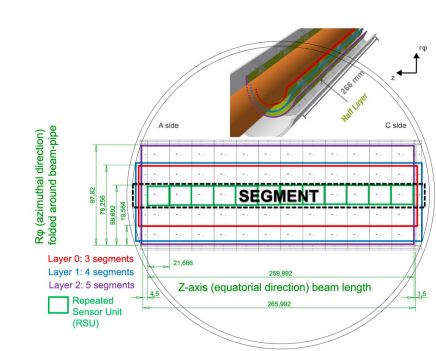 rφ
z
266 mm
Half Layer
A side
C side
Rφ (azimuthal direction)
folded around beam-pipe
97,82
78,256
58,692
19,564
SEGMENT
Layer 0: 3 segments
Layer 1: 4 segments
Layer 2: 5 segments
Repeated
Sensor Unit
(RSU)
21,666
259,992
Z-axis (equatorial direction) beam length
4,5
1,5
265,992